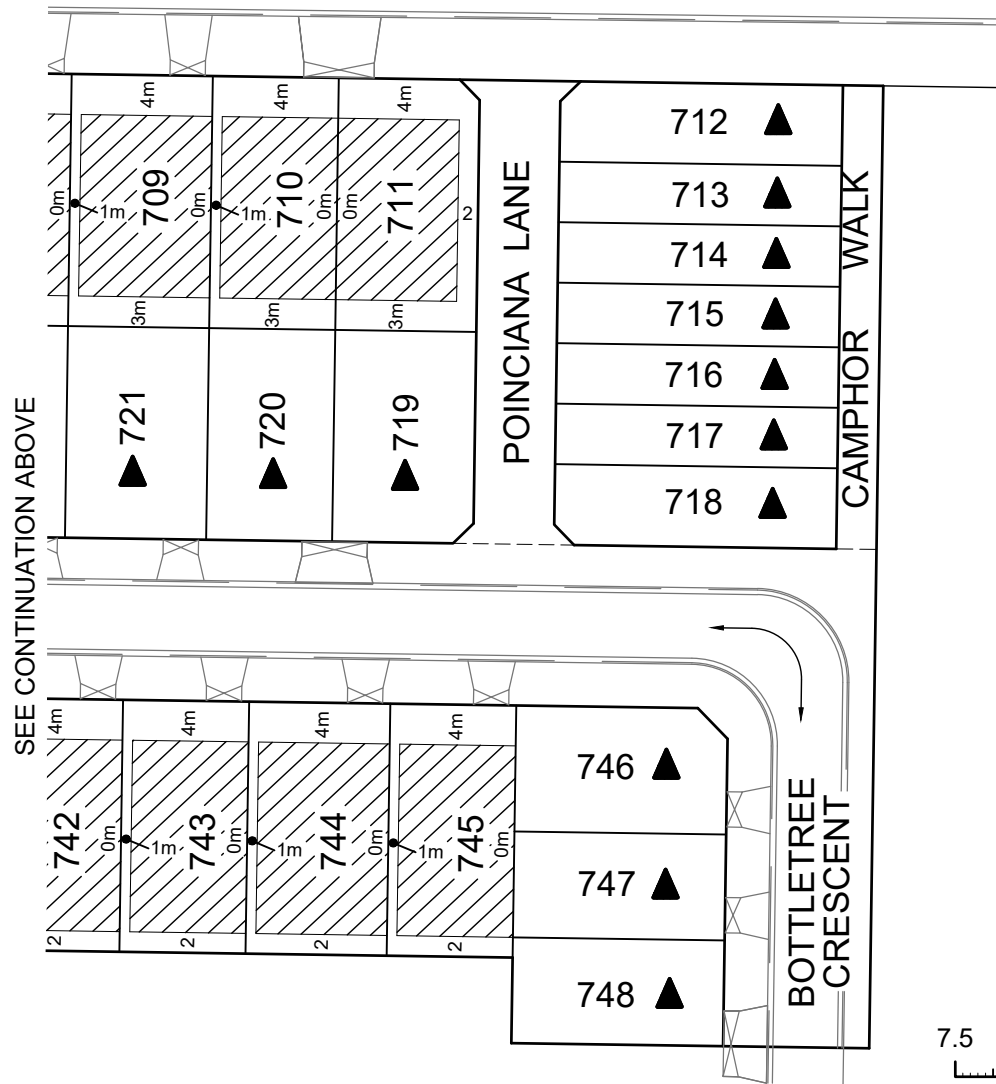 4m
4m
4m
709
710
711
0m
1m
0m
1m
0m
0m
2
3m
3m
3m
712
713
714
715
716
717
718
POINCIANA LANE
CAMPHOR WALK
721
720
719
SEE CONTINUATION ABOVE
4m
4m
4m
4m
742
743
744
745
0m
1m
0m
1m
0m
1m
0m
2
2
2
2
746
747
748
BOTTLETREE
CRESCENT
7.5